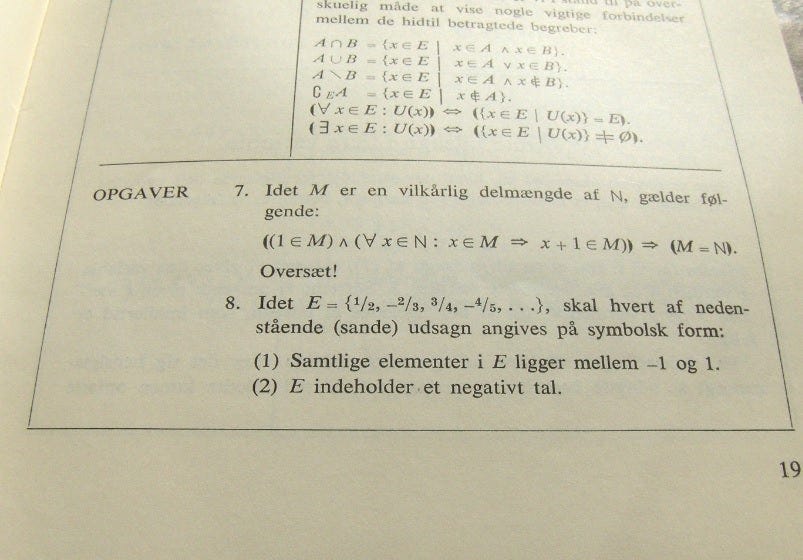 skuelig måde at vise nogle vigtige forbindelser
mellem de hidtil betragtede begreber:
A ∩ B = {x ∈ E | x ∈ A ∧ x ∈ B}.
A ∪ B = {x ∈ E | x ∈ A ∨ x ∈ B}.
A ∖ B = {x ∈ E | x ∈ A ∧ x ∉ B}.
∁_E A = {x ∈ E | x ∉ A}.
(∀ x ∈ E : U(x)) ⇔ ({x ∈ E | U(x)} = E).
(∃ x ∈ E : U(x)) ⇔ ({x ∈ E | U(x)} ≠ Ø).
OPGAVER 7. Idet M er en vilkårlig delmængde af ℕ, gælder føl-
gende:
((1 ∈ M) ∧ (∀ x ∈ ℕ : x ∈ M ⇒ x + 1 ∈ M)) ⇒ (M = ℕ).
Oversæt!
8. Idet E = {1/2, −2/3, 3/4, −4/5, . . .}, skal hvert af neden-
stående (sande) udsagn angives på symbolsk form:
(1) Samtlige elementer i E ligger mellem −1 og 1.
(2) E indeholder et negativt tal.
19